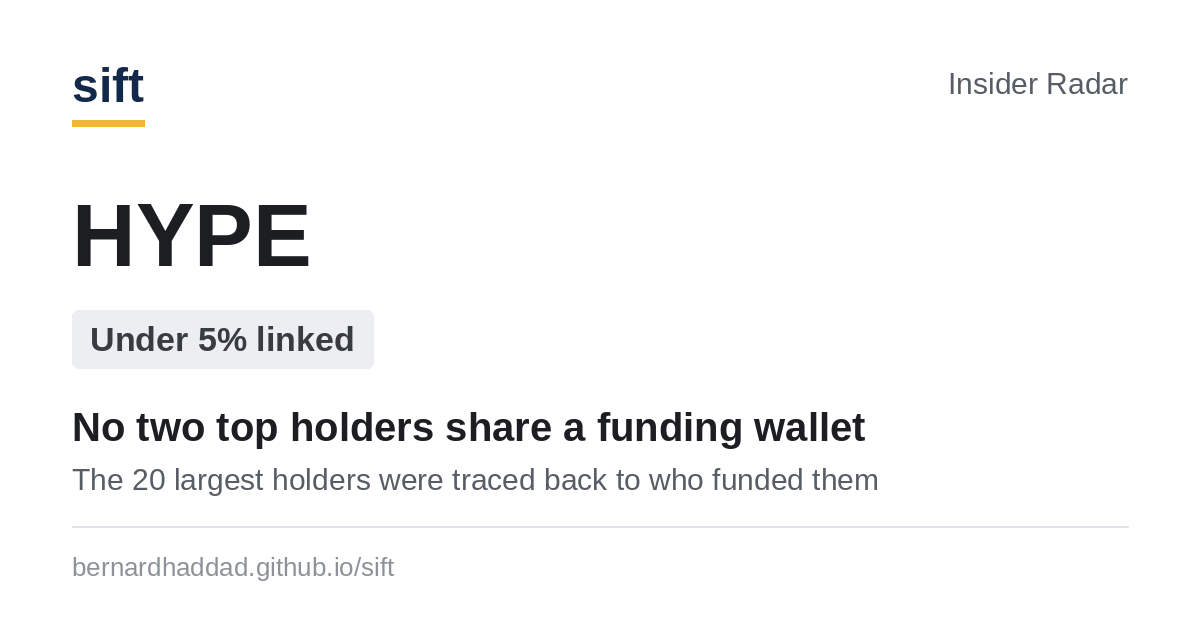 sift
Insider Radar
HYPE
Under 5% linked
No two top holders share a funding wallet
The 20 largest holders were traced back to who funded them
bernardhaddad.github.io/sift